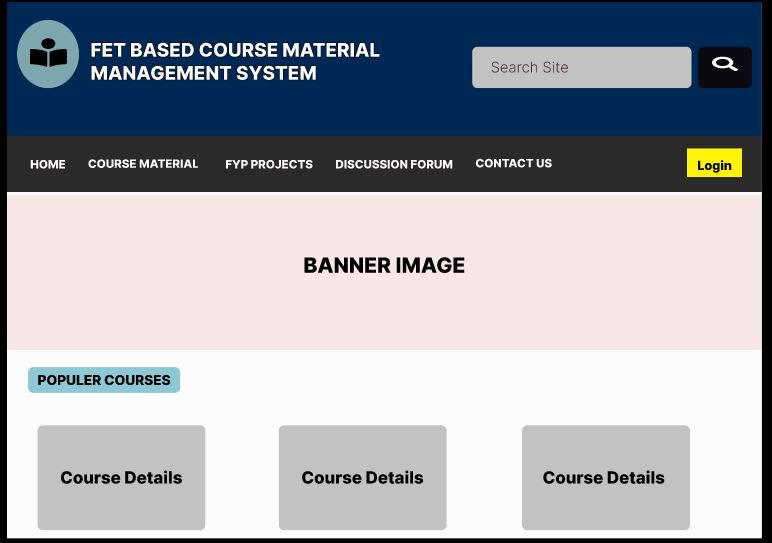 FET BASED COURSE MATERIAL
MANAGEMENT SYSTEM
Search Site
HOME COURSE MATERIAL FYP PROJECTS DISCUSSION FORUM CONTACT US Login
BANNER IMAGE
POPULER COURSES
Course Details Course Details Course Details